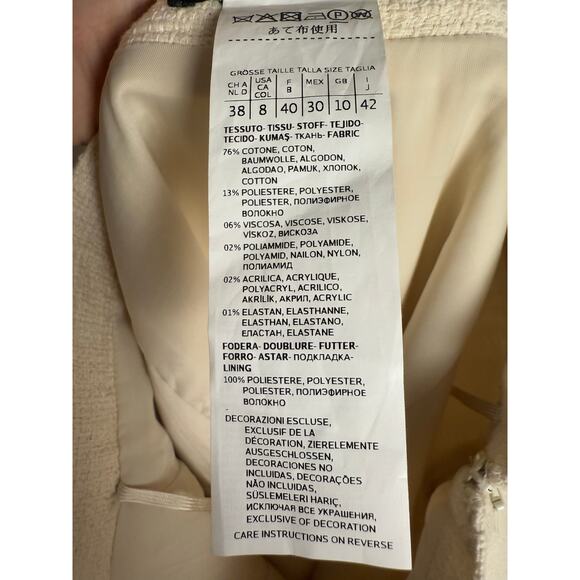 P W
あて布使用
GRÖSSE TAILLE TALLA SIZE TAGLIA
CH A NL D USA CA COL F B MEX GB I J
38 8 40 30 10 42
TESSUTO- TISSU- STOFF- TEJIDO-
TECIDO- KUMAŞ- ТКАНЬ- FABRIC
76% COTONE, COTON,
BAUMWOLLE, ALGODON,
ALGODAO, PAMUK, ХЛОПОК,
COTTON
13% POLIESTERE, POLYESTER,
POLIESTER, ПОЛИЭФИРНОЕ
ВОЛОКНО
06% VISCOSA, VISCOSE, VISKOSE,
VİSKOZ, ВИСКОЗА
02% POLIAMMIDE, POLYAMIDE,
POLYAMID, NAILON, NYLON,
ПОЛИАМИД
02% ACRILICA, ACRYLIQUE,
POLYACRYL, ACRILICO,
AKRİLİK, АКРИЛ, ACRYLIC
01% ELASTAN, ELASTHANNE,
ELASTHAN, ELASTANO,
ЕЛАСТАН, ELASTANE
FODERA- DOUBLURE- FUTTER-
FORRO- ASTAR- ПОДКЛАДКА-
LINING
100% POLIESTERE, POLYESTER,
POLIESTER, ПОЛИЭФИРНОЕ
ВОЛОКНО
DECORAZIONI ESCLUSE,
EXCLUSIF DE LA
DÉCORATION, ZIERELEMENTE
AUSGESCHLOSSEN,
DECORACIONES NO
INCLUIDAS, DECORAÇÕES
NÃO INCLUIDAS,
SÜSLEMELERI HARIÇ,
ИСКЛЮЧАЯ ВСЕ УКРАШЕНИЯ,
EXCLUSIVE OF DECORATION
CARE INSTRUCTIONS ON REVERSE